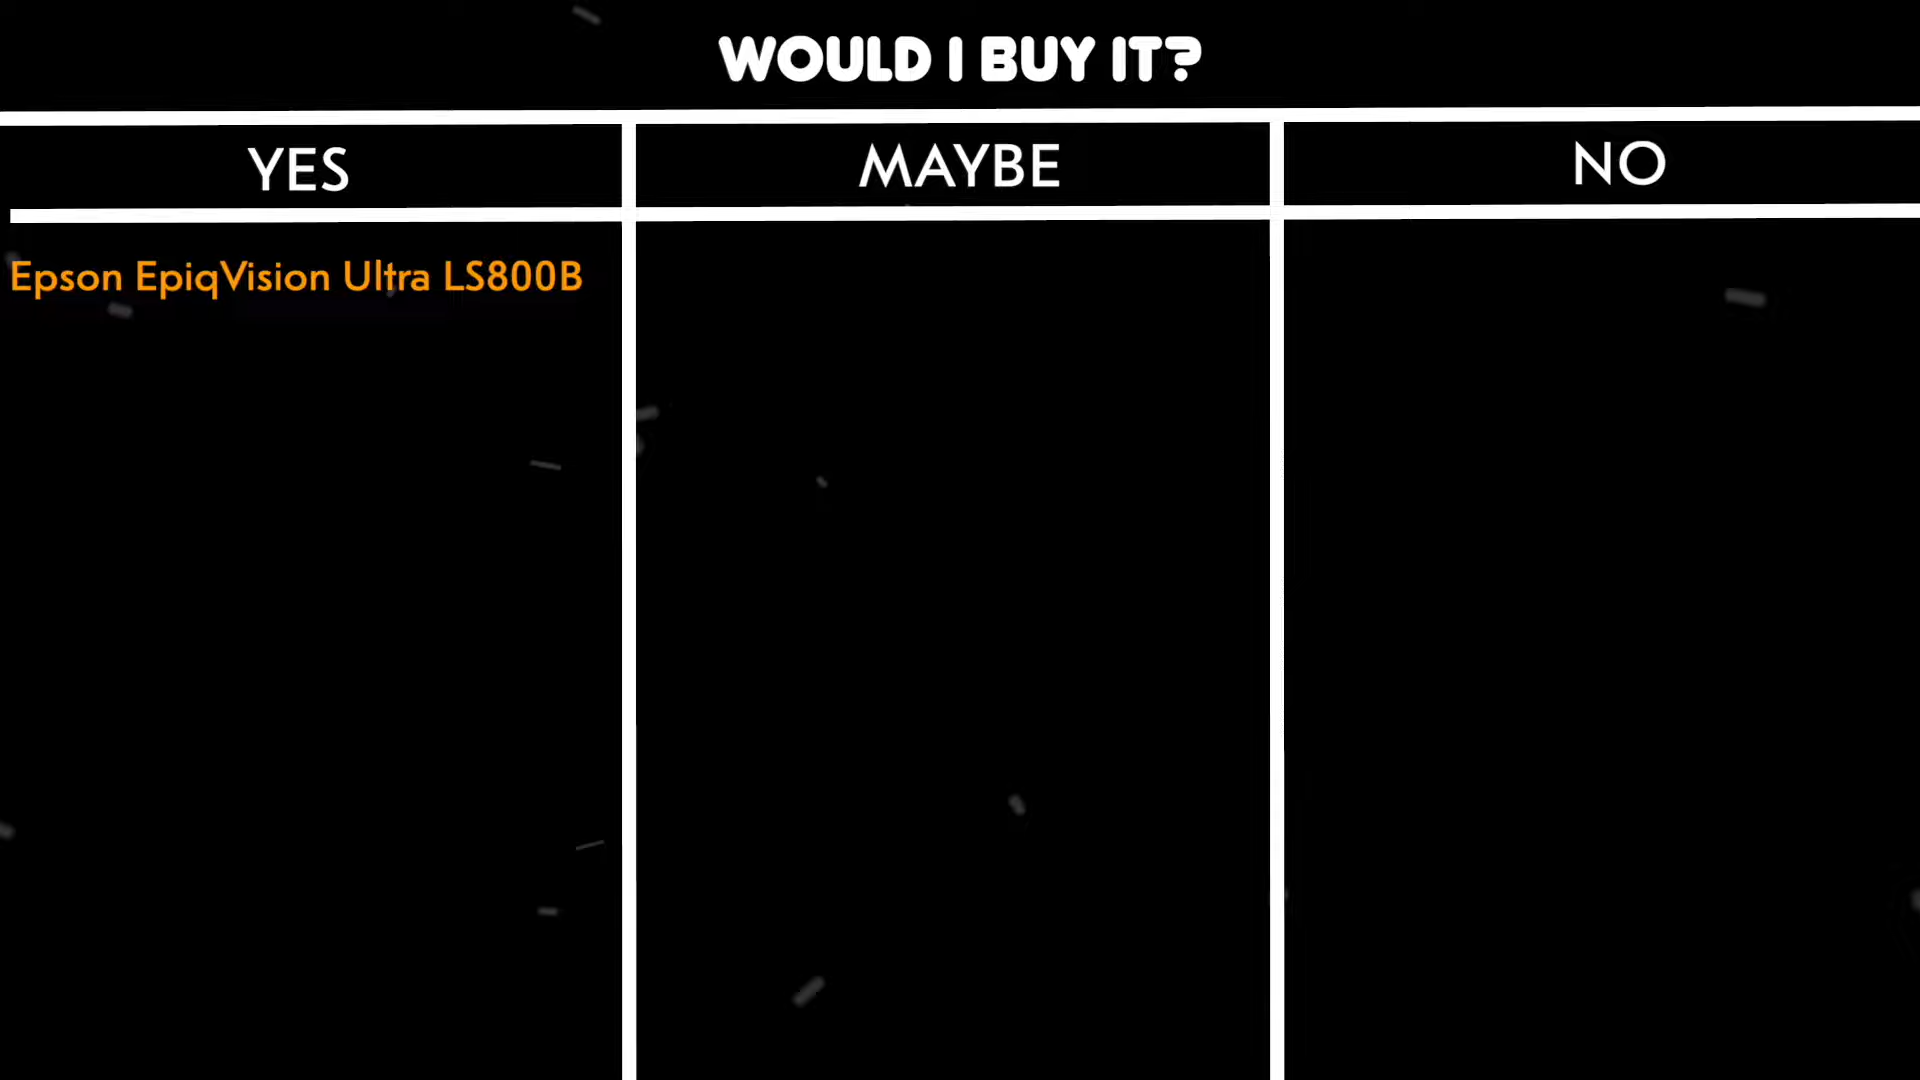 WOULD I BUY IT?
YES
MAYBE
NO
Epson EpiqVision Ultra LS800B